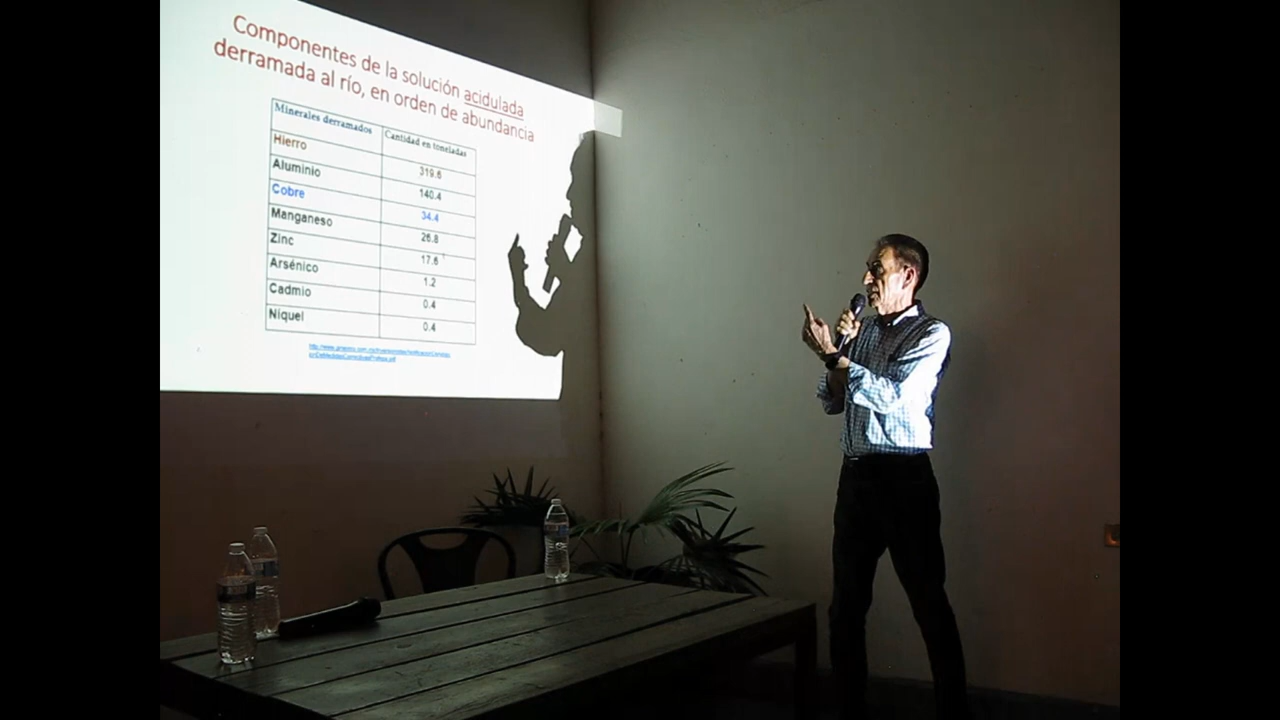 Componentes de la solución acidulada
derramada al río, en orden de abundancia
Minerales derramados Cantidad en toneladas
Hierro 319.6
Aluminio 140.4
Cobre 34.4
Manganeso 26.8
Zinc 17.6
Arsénico 1.2
Cadmio 0.4
Níquel 0.4